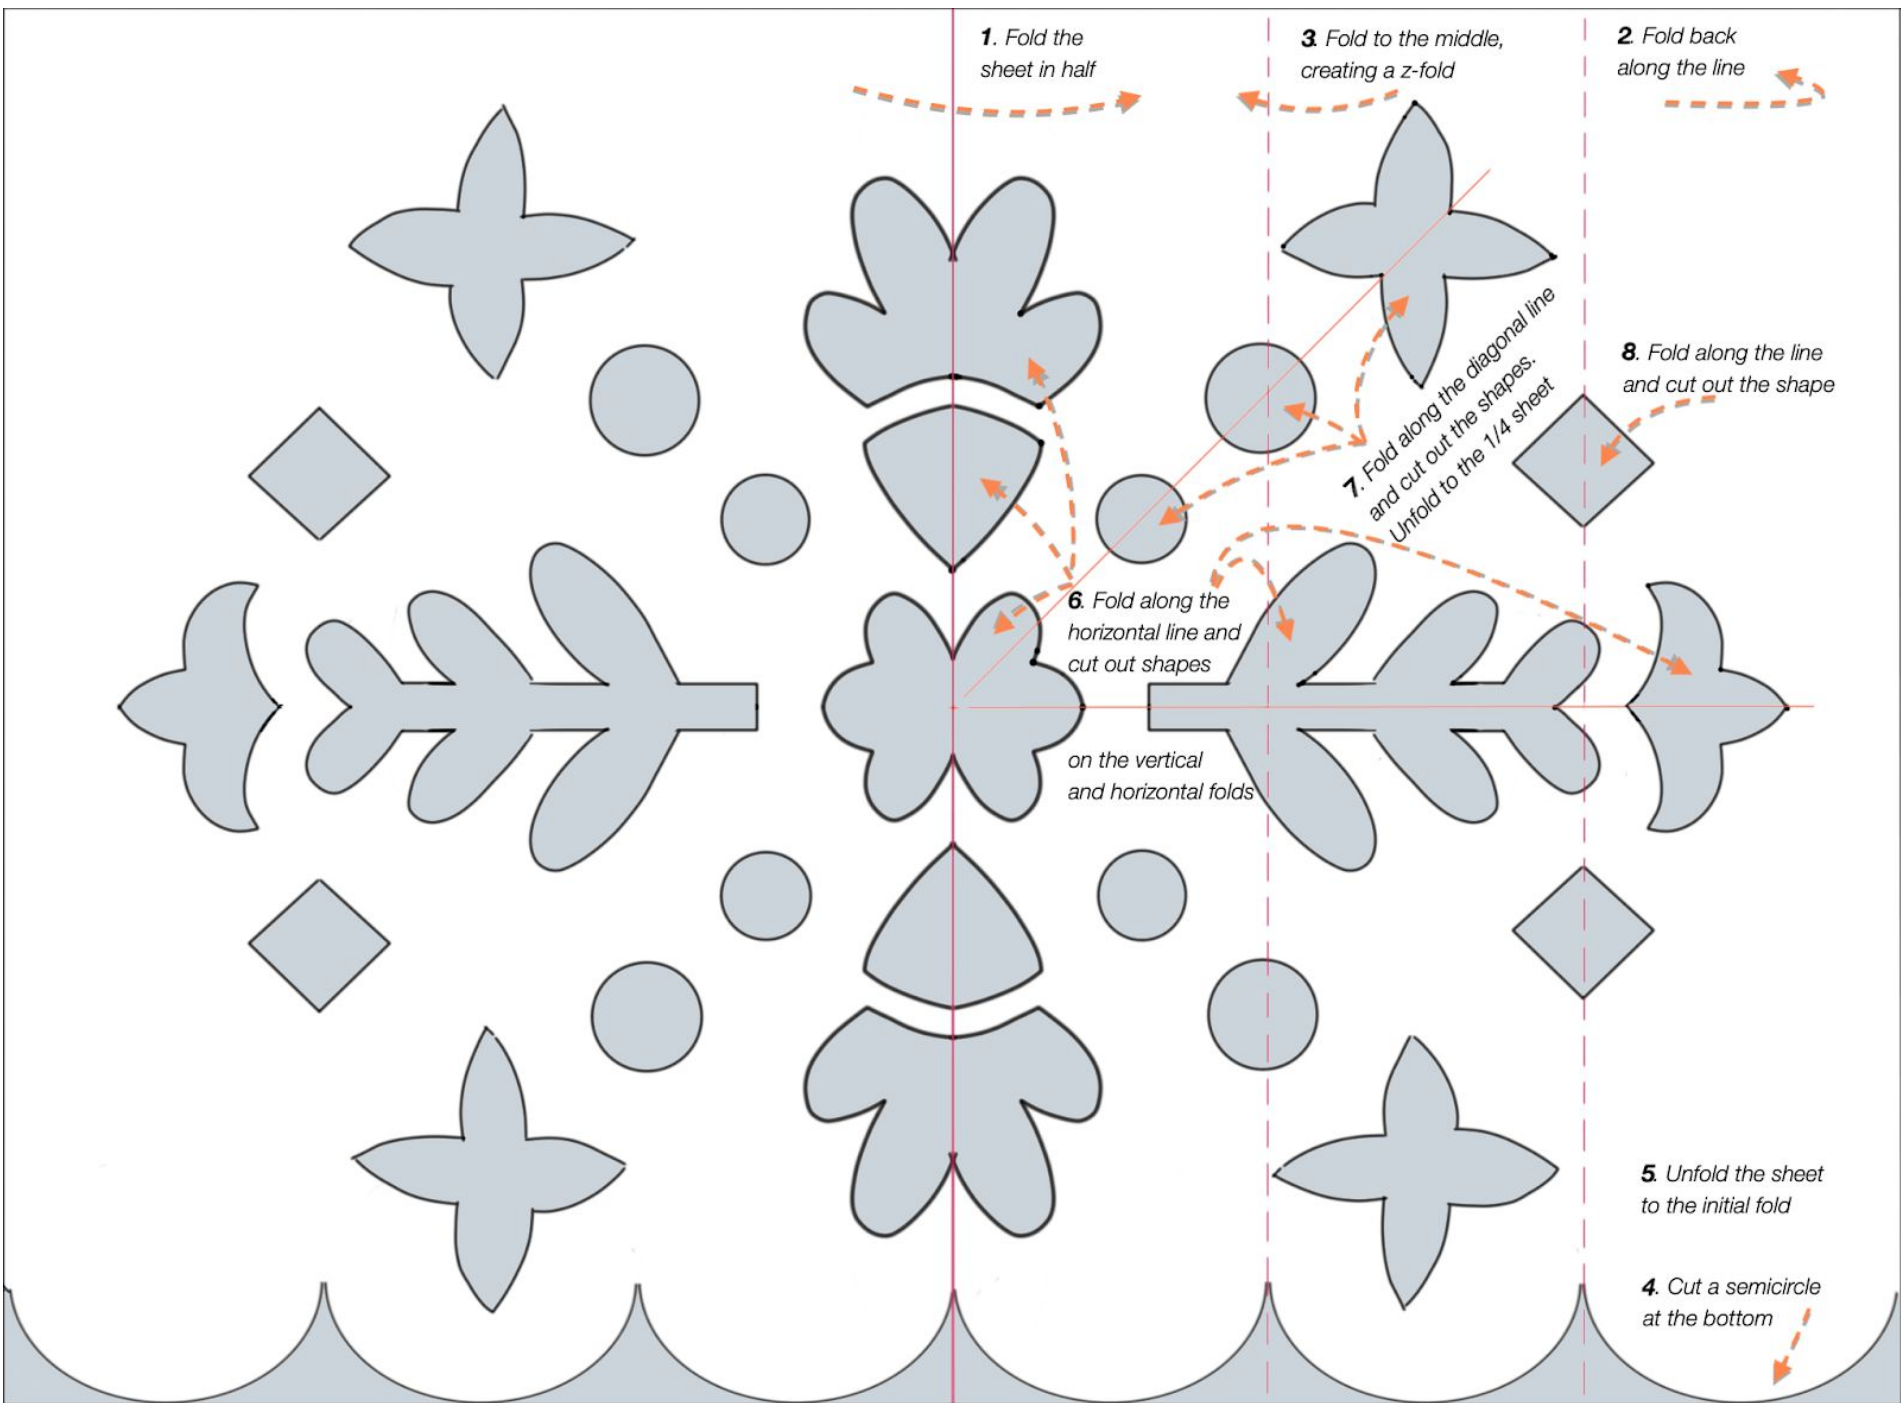 1. Fold the
sheet in half
3. Fold to the middle,
creating a z-fold
2. Fold back
along the line
8. Fold along the line
and cut out the shape
7. Fold along the diagonal line
and cut out the shapes.
Unfold to the 1/4 sheet
6. Fold along the
horizontal line and
cut out shapes
on the vertical
and horizontal folds
5. Unfold the sheet
to the initial fold
4. Cut a semicircle
at the bottom